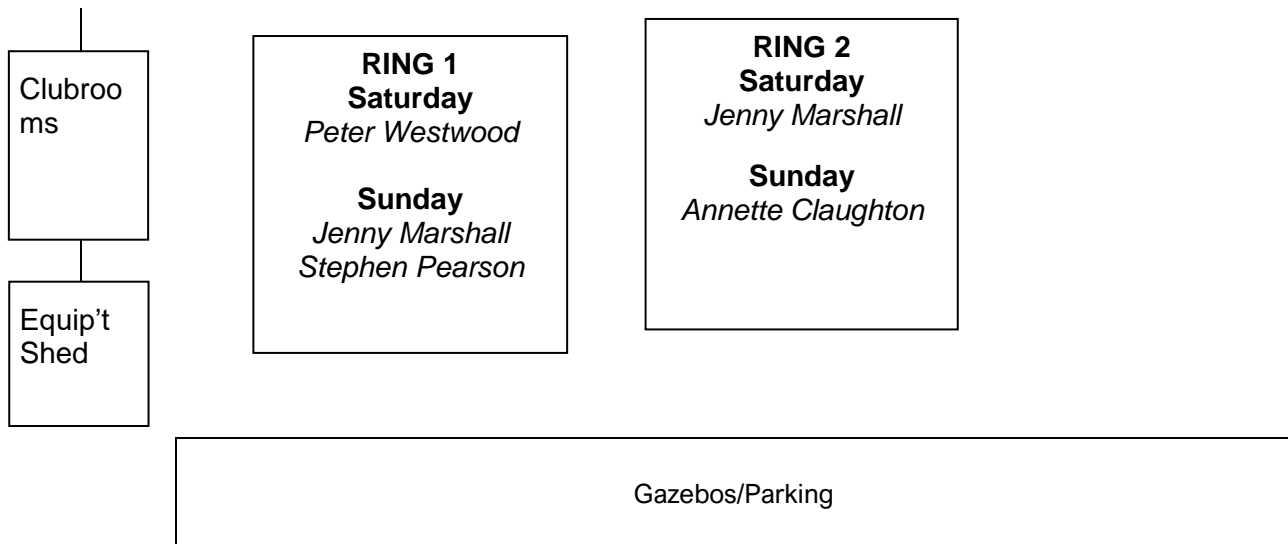 Clubroo
ms
RING 1
Saturday
Peter Westwood
Sunday
Jenny Marshall
Stephen Pearson
RING 2
Saturday
Jenny Marshall
Sunday
Annette Claughton
Equip't
Shed
Gazebos/Parking